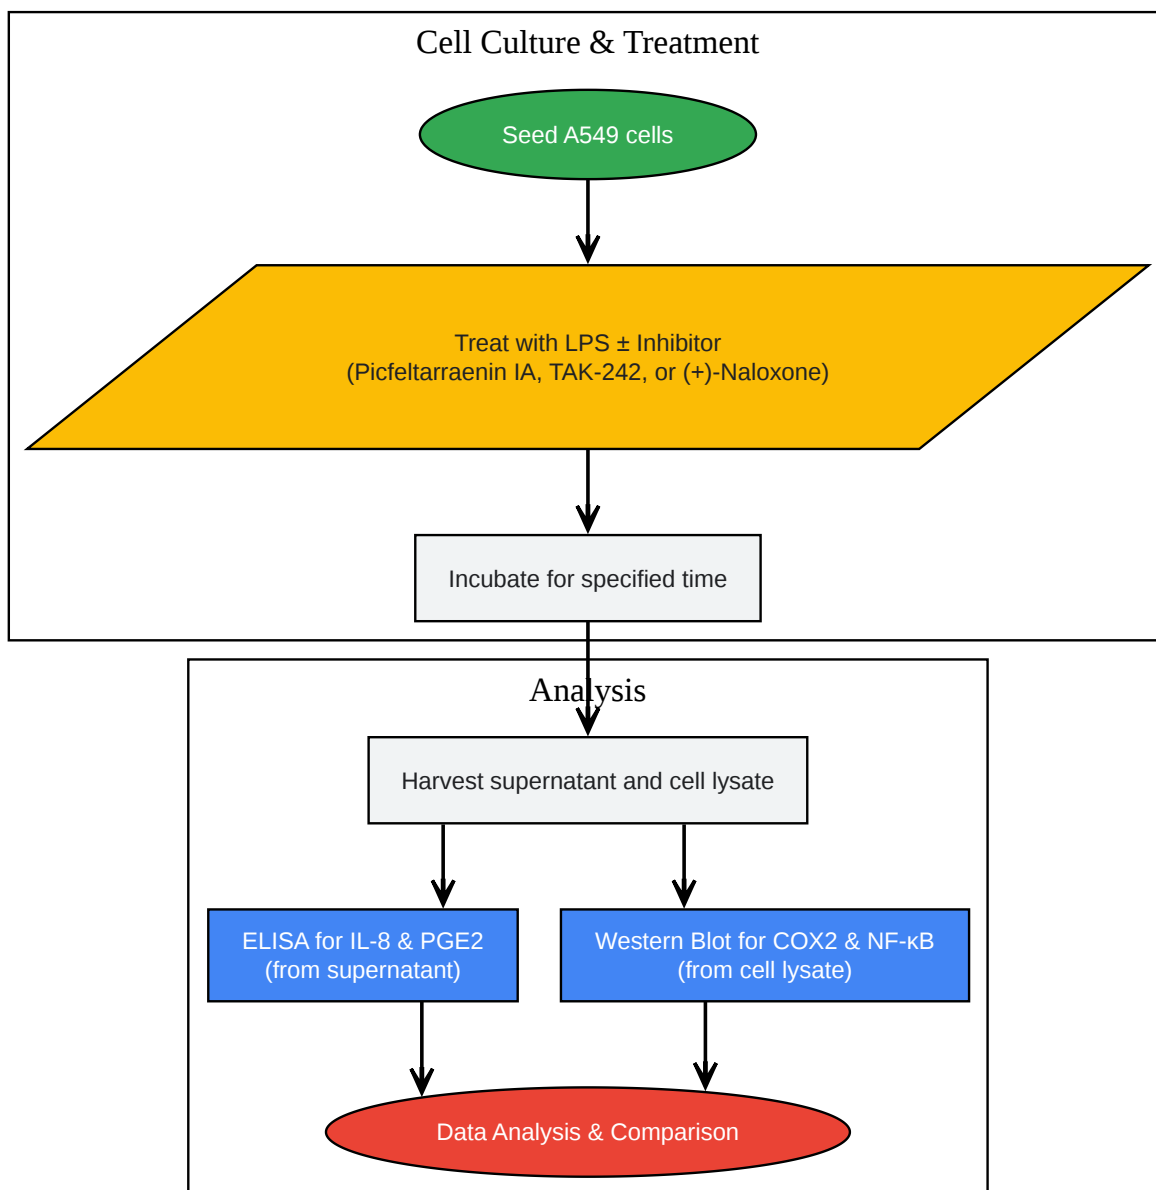 Cell Culture & Treatment
Seed A549 cells
Treat with LPS ± Inhibitor
(Picfeltarraenin IA, TAK-242, or (+)-Naloxone)
Incubate for specified time
Analysis
Harvest supernatant and cell lysate
ELISA for IL-8 & PGE2
(from supernatant)
Western Blot for COX2 & NF-κB
(from cell lysate)
Data Analysis & Comparison